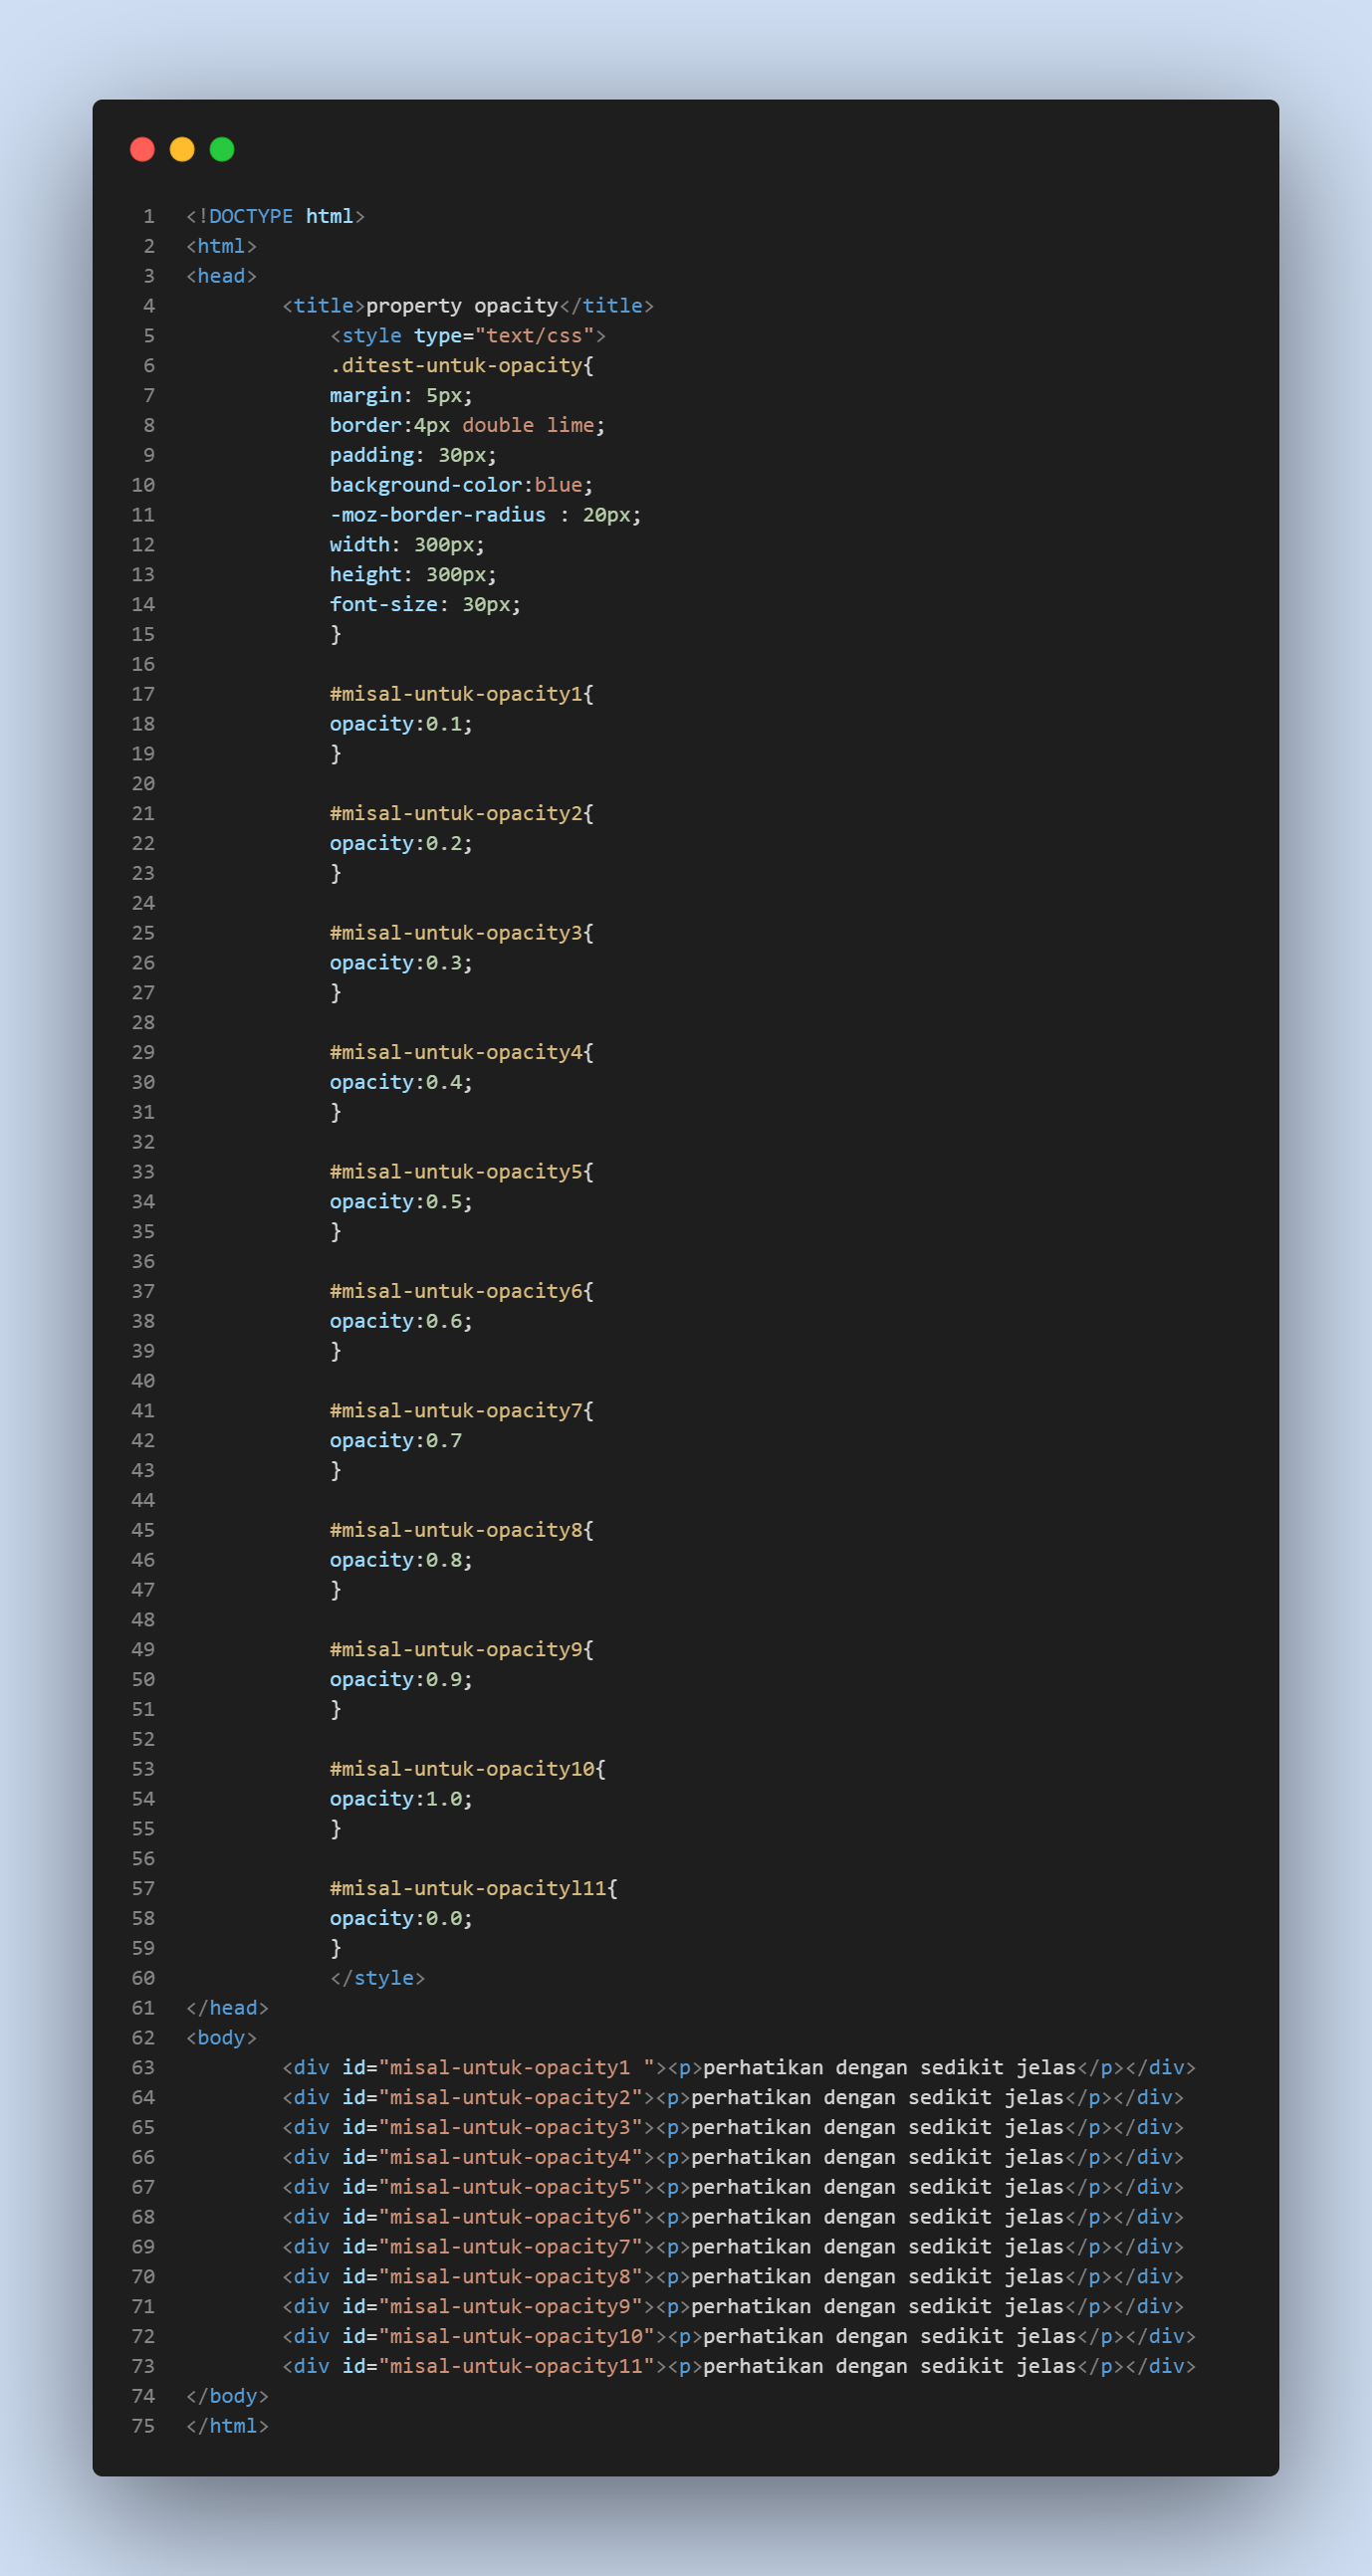 1 <!DOCTYPE html>
2 <html>
3 <head>
4 <title>property opacity</title>
5 <style type="text/css">
6 .ditest-untuk-opacity{
7 margin: 5px;
8 border:4px double lime;
9 padding: 30px;
10 background-color:blue;
11 -moz-border-radius : 20px;
12 width: 300px;
13 height: 300px;
14 font-size: 30px;
15 }
16
17 #misal-untuk-opacity1{
18 opacity:0.1;
19 }
20
21 #misal-untuk-opacity2{
22 opacity:0.2;
23 }
24
25 #misal-untuk-opacity3{
26 opacity:0.3;
27 }
28
29 #misal-untuk-opacity4{
30 opacity:0.4;
31 }
32
33 #misal-untuk-opacity5{
34 opacity:0.5;
35 }
36
37 #misal-untuk-opacity6{
38 opacity:0.6;
39 }
40
41 #misal-untuk-opacity7{
42 opacity:0.7
43 }
44
45 #misal-untuk-opacity8{
46 opacity:0.8;
47 }
48
49 #misal-untuk-opacity9{
50 opacity:0.9;
51 }
52
53 #misal-untuk-opacity10{
54 opacity:1.0;
55 }
56
57 #misal-untuk-opacityl11{
58 opacity:0.0;
59 }
60 </style>
61 </head>
62 <body>
63 <div id="misal-untuk-opacity1 "><p>perhatikan dengan sedikit jelas</p></div>
64 <div id="misal-untuk-opacity2"><p>perhatikan dengan sedikit jelas</p></div>
65 <div id="misal-untuk-opacity3"><p>perhatikan dengan sedikit jelas</p></div>
66 <div id="misal-untuk-opacity4"><p>perhatikan dengan sedikit jelas</p></div>
67 <div id="misal-untuk-opacity5"><p>perhatikan dengan sedikit jelas</p></div>
68 <div id="misal-untuk-opacity6"><p>perhatikan dengan sedikit jelas</p></div>
69 <div id="misal-untuk-opacity7"><p>perhatikan dengan sedikit jelas</p></div>
70 <div id="misal-untuk-opacity8"><p>perhatikan dengan sedikit jelas</p></div>
71 <div id="misal-untuk-opacity9"><p>perhatikan dengan sedikit jelas</p></div>
72 <div id="misal-untuk-opacity10"><p>perhatikan dengan sedikit jelas</p></div>
73 <div id="misal-untuk-opacity11"><p>perhatikan dengan sedikit jelas</p></div>
74 </body>
75 </html>